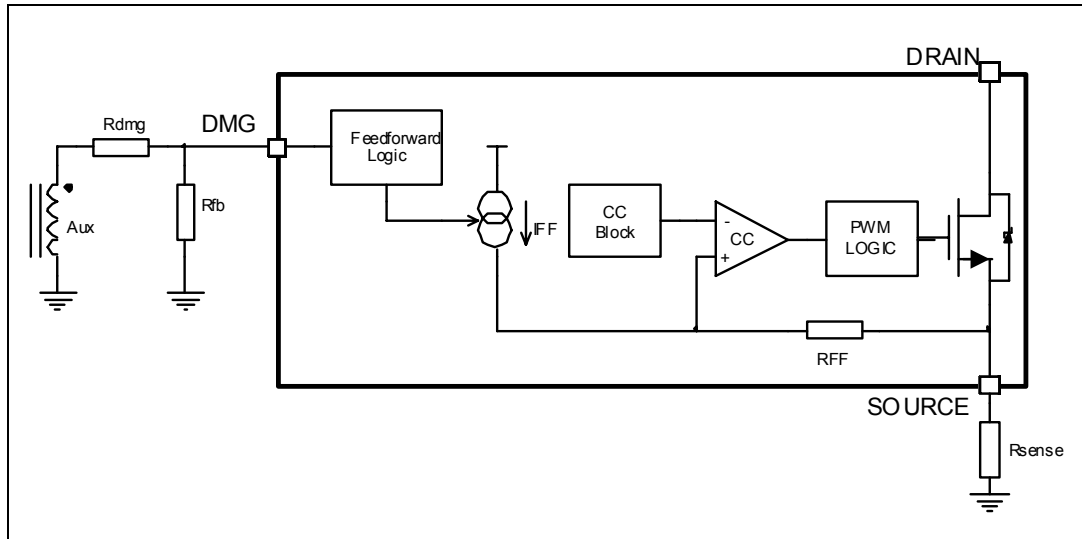 DRAIN
Rdmg
DMG
Feedforward
Logic
Rfb
Aux
IFF
CC
Block
-
CC
+
PWM
LOGIC
RFF
SOURCE
Rsense